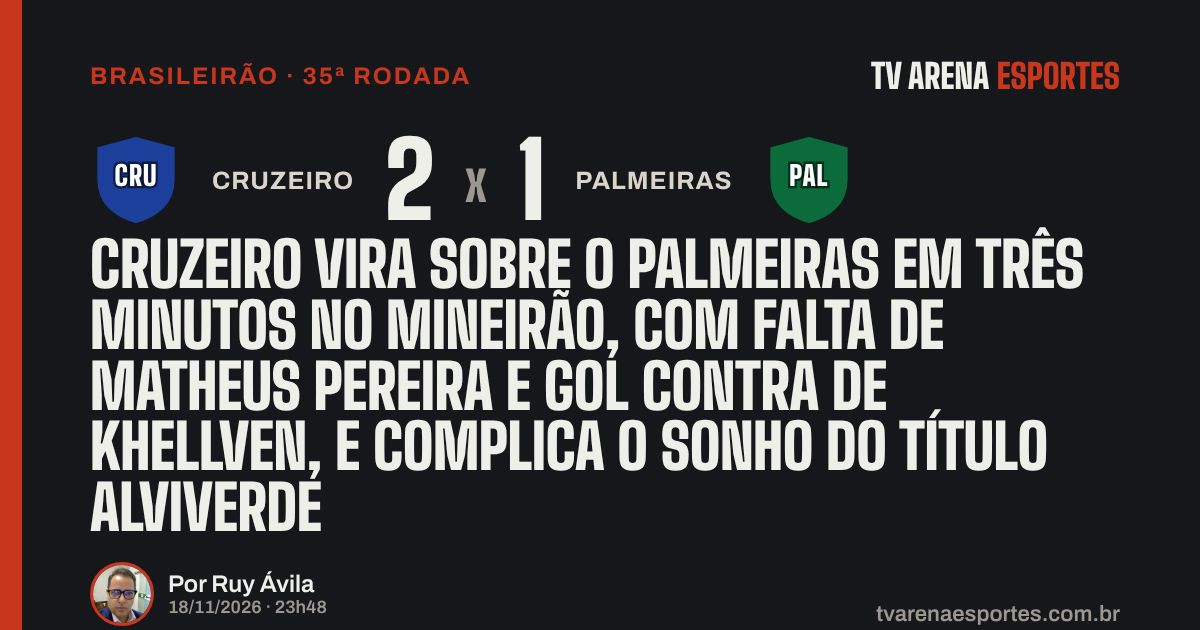 BRASILEIRÃO · 35ª RODADA
TV ARENA ESPORTES
CRU CRUZEIRO 2 X 1 PALMEIRAS PAL
CRUZEIRO VIRA SOBRE O PALMEIRAS EM TRÊS
MINUTOS NO MINEIRÃO, COM FALTA DE
MATHEUS PEREIRA E GOL CONTRA DE
KHELLVEN, E COMPLICA O SONHO DO TÍTULO
ALVIVERDE
Por Ruy Ávila
18/11/2026 · 23h48
tvarenaesportes.com.br